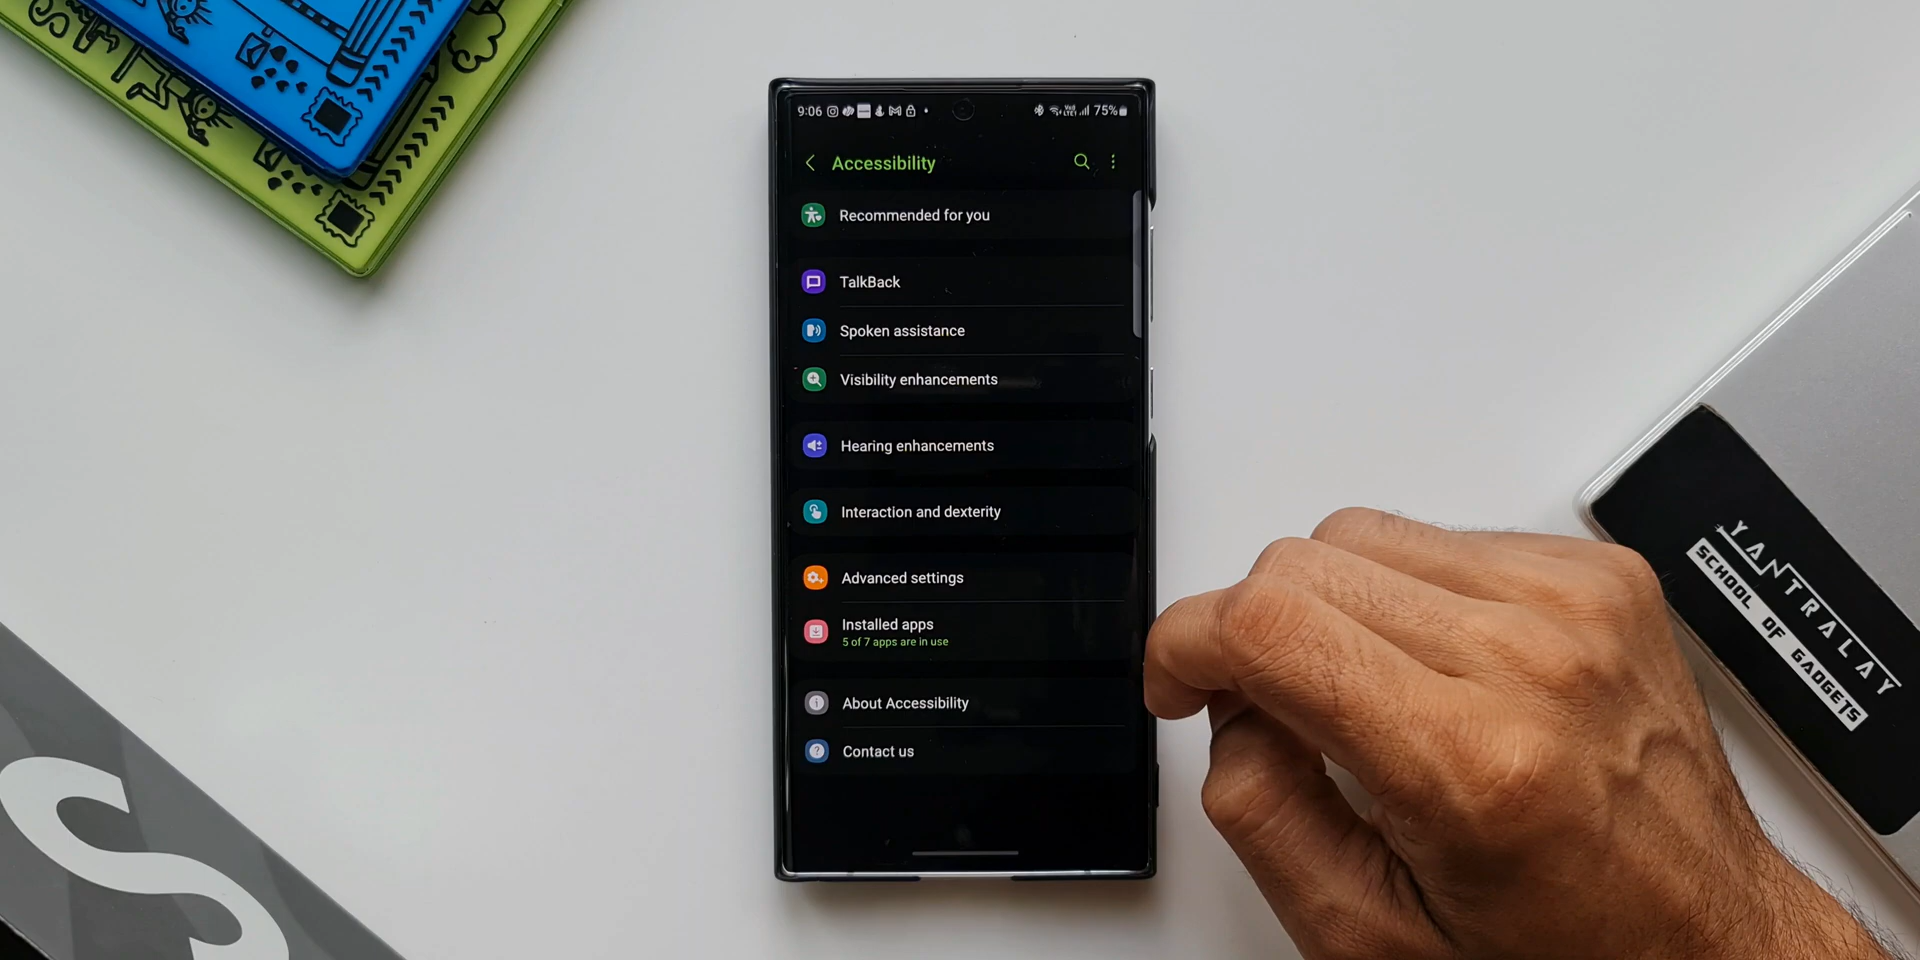 9:06
75%
Accessibility
Recommended for you
TalkBack
Spoken assistance
Visibility enhancements
Hearing enhancements
Interaction and dexterity
Advanced settings
Installed apps
5 of 7 apps are in use
About Accessibility
Contact us
YANTRALAY
SCHOOL OF GADGETS
S